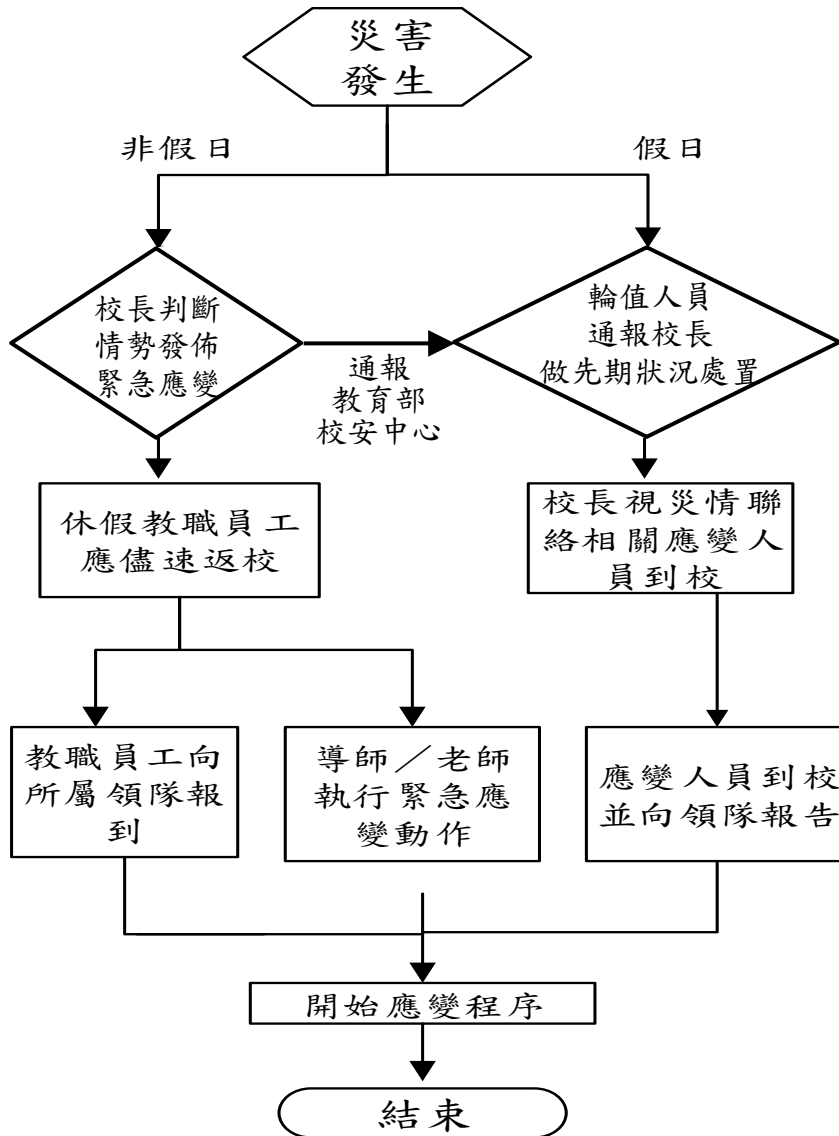 災害
發生
非假日
假日
校長判斷
情勢發佈
緊急應變
通報
教育部
校安中心
輪值人員
通報校長
做先期狀況處置
休假教職員工
應儘速返校
校長視災情聯
絡相關應變人
員到校
教職員工向
所屬領隊報
到
導師／老師
執行緊急應
變動作
應變人員到校
並向領隊報告
開始應變程序
結束